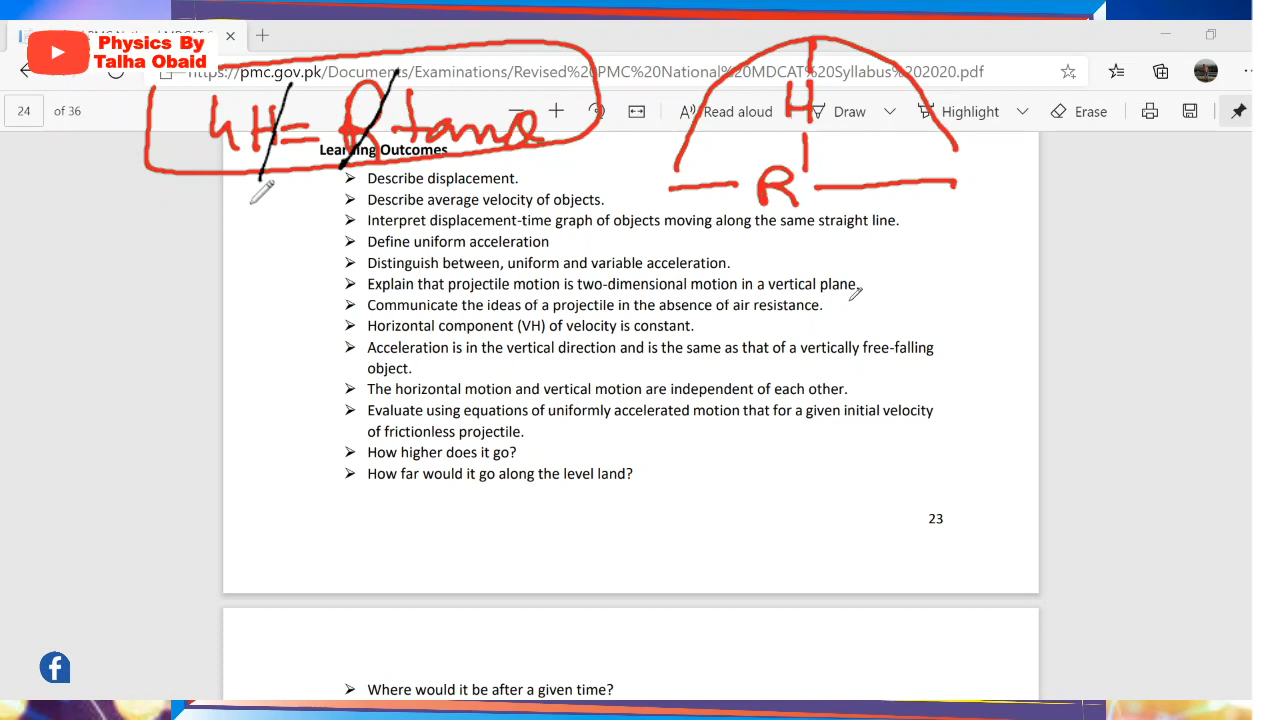 Physics By
Talha Obaid
https://pmc.gov.pk/Documents/Examinations/Revised%20PMC%20National%20MDCAT%20Syllabus%202020.pdf
24 of 36
Read aloud
Draw
Highlight
Erase
4H = R tanθ
H
R
Learning Outcomes
➤ Describe displacement.
➤ Describe average velocity of objects.
➤ Interpret displacement-time graph of objects moving along the same straight line.
➤ Define uniform acceleration
➤ Distinguish between, uniform and variable acceleration.
➤ Explain that projectile motion is two-dimensional motion in a vertical plane.
➤ Communicate the ideas of a projectile in the absence of air resistance.
➤ Horizontal component (VH) of velocity is constant.
➤ Acceleration is in the vertical direction and is the same as that of a vertically free-falling
object.
➤ The horizontal motion and vertical motion are independent of each other.
➤ Evaluate using equations of uniformly accelerated motion that for a given initial velocity
of frictionless projectile.
➤ How higher does it go?
➤ How far would it go along the level land?
23
➤ Where would it be after a given time?